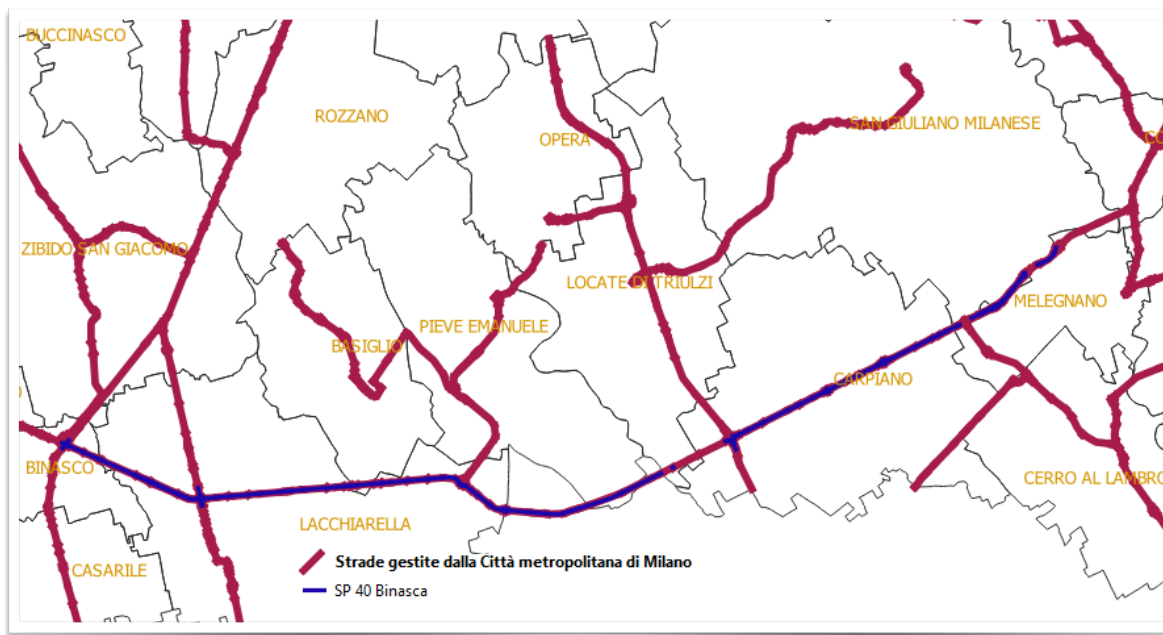 BUCCINASCO
ROZZANO
OPERA
SAN GIULIANO MILANESE
ZIBIDO SAN GIACOMO
LOCATE DI TRIULZI
MELEGNANO
PIEVE EMANUELE
BASIGLIO
CARPIANO
BINASCO
CERRO AL LAMBRO
LACCHIARELLA
CASARILE
Strade gestite dalla Città metropolitana di Milano
SP 40 Binasca